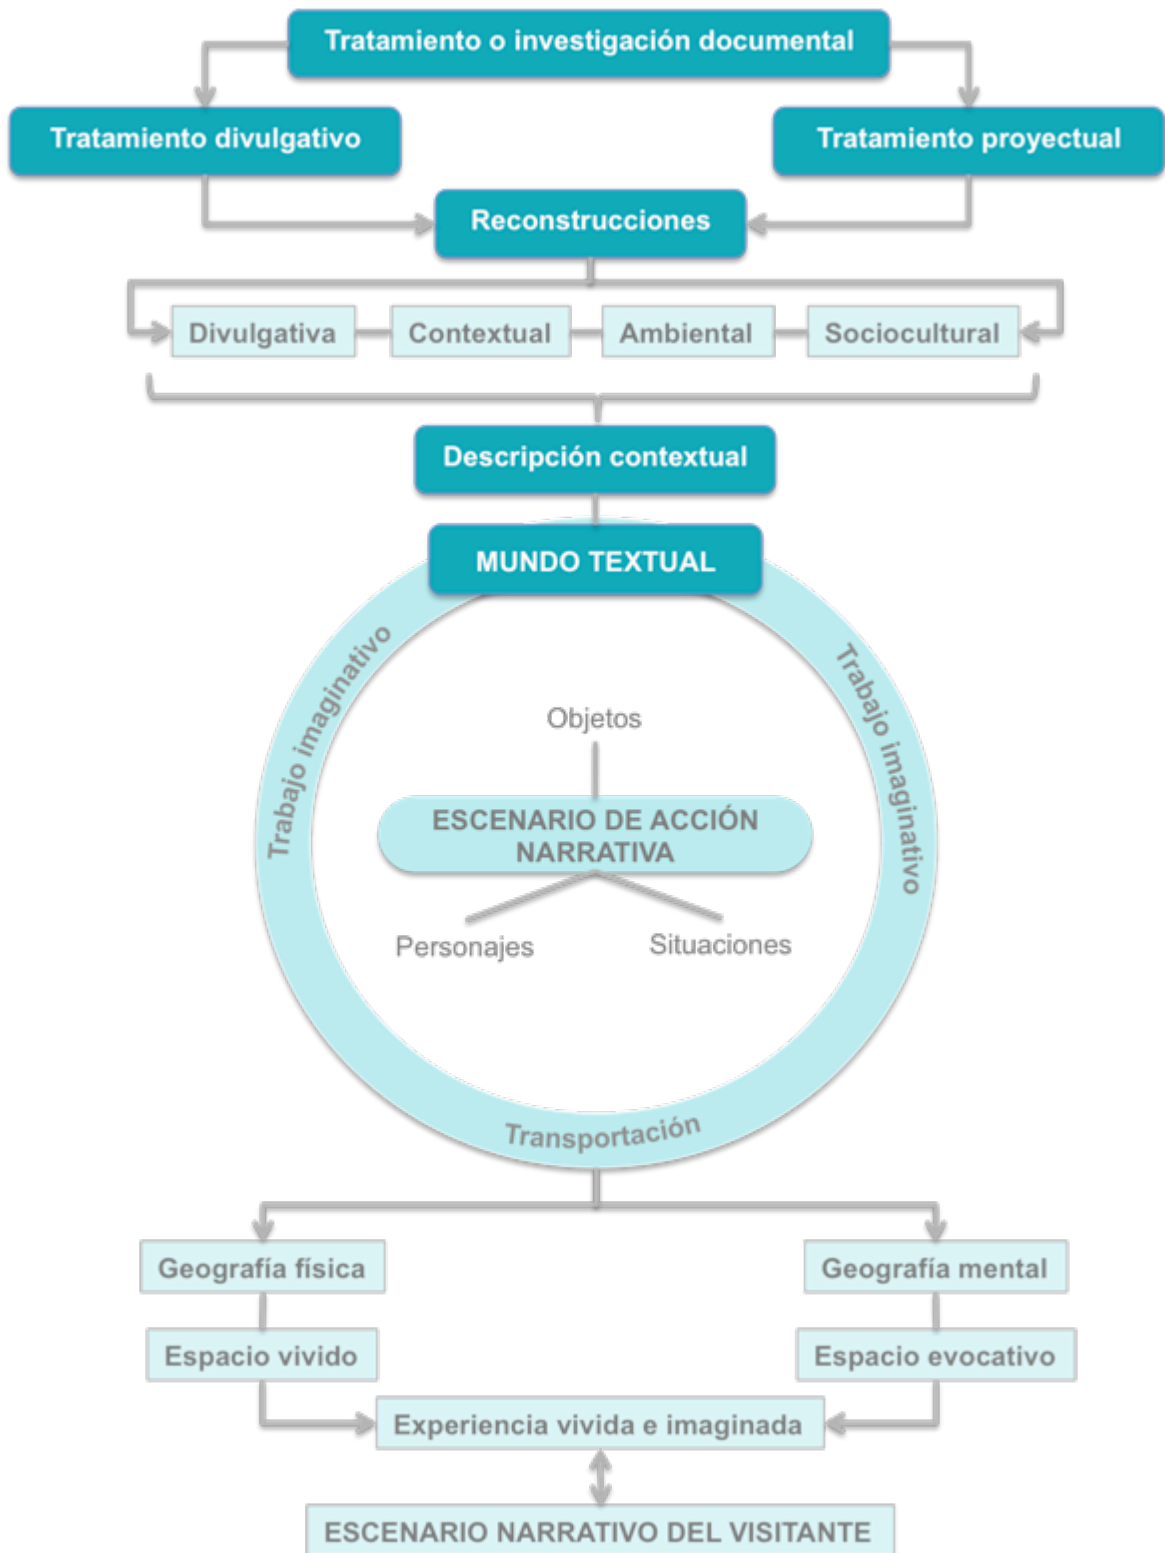 Tratamiento o investigación documental
Tratamiento divulgativo
Tratamiento proyectual
Reconstrucciones
Divulgativa
Contextual
Ambiental
Sociocultural
Descripción contextual
MUNDO TEXTUAL
Trabajo imaginativo
Trabajo imaginativo
Objetos
ESCENARIO DE ACCIÓN
NARRATIVA
Personajes
Situaciones
Transportación
Geografía física
Geografía mental
Espacio vivido
Espacio evocativo
Experiencia vivida e imaginada
ESCENARIO NARRATIVO DEL VISITANTE